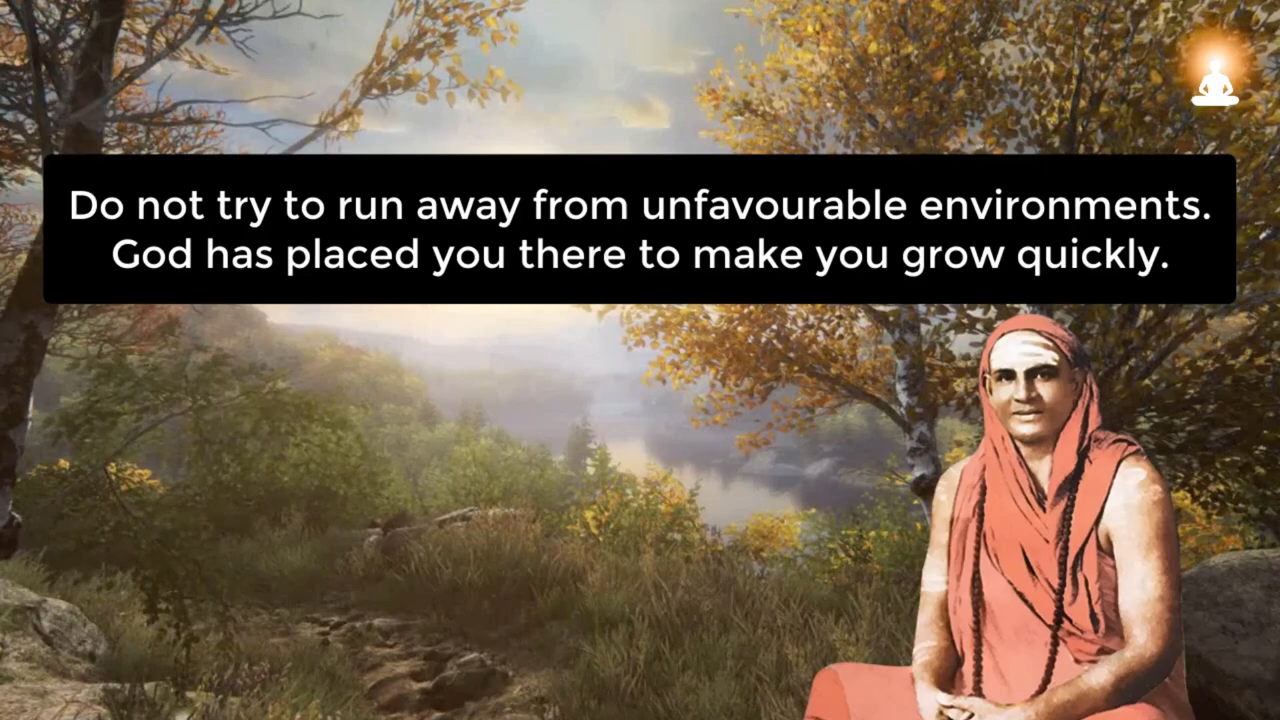 Do not try to run away from unfavourable environments.
God has placed you there to make you grow quickly.